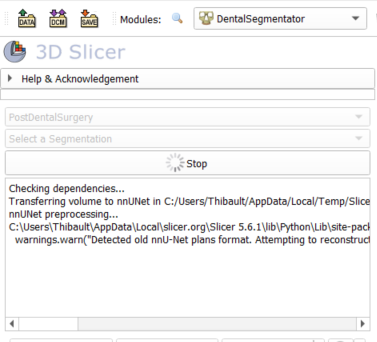 DATA DCM SAVE Modules: DentalSegmentator
3D Slicer
Help & Acknowledgement
PostDentalSurgery
Select a Segmentation
Stop
Checking dependencies...
Transferring volume to nnUNet in C:/Users/Thibault/AppData/Local/Temp/Slice
nnUNet preprocessing...
C:\Users\Thibault\AppData\Local\slicer.org\Slicer 5.6.1\lib\Python\Lib\site-pack
warnings.warn("Detected old nnU-Net plans format. Attempting to reconstruct